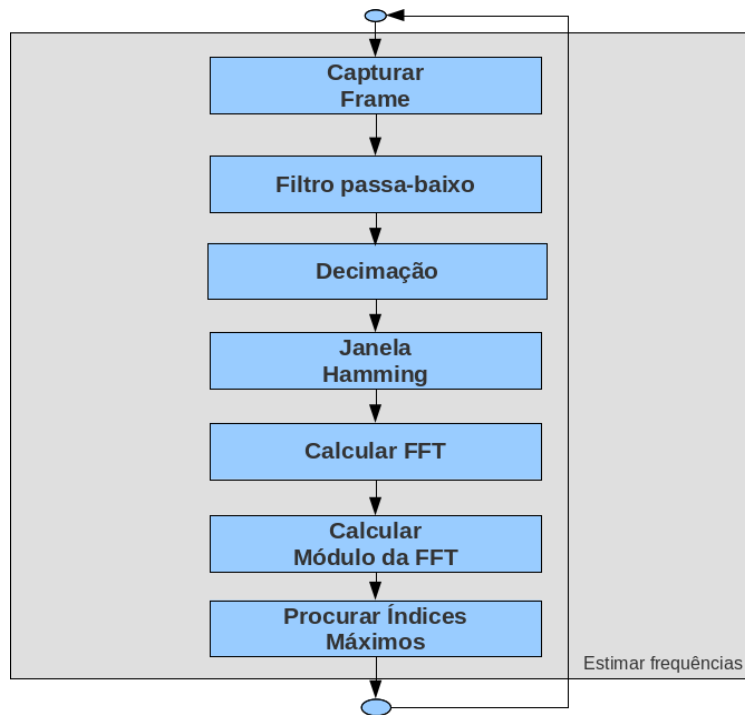 Capturar
Frame
Filtro passa-baixo
Decimação
Janela
Hamming
Calcular FFT
Calcular
Módulo da FFT
Procurar Índices
Máximos
Estimar frequências